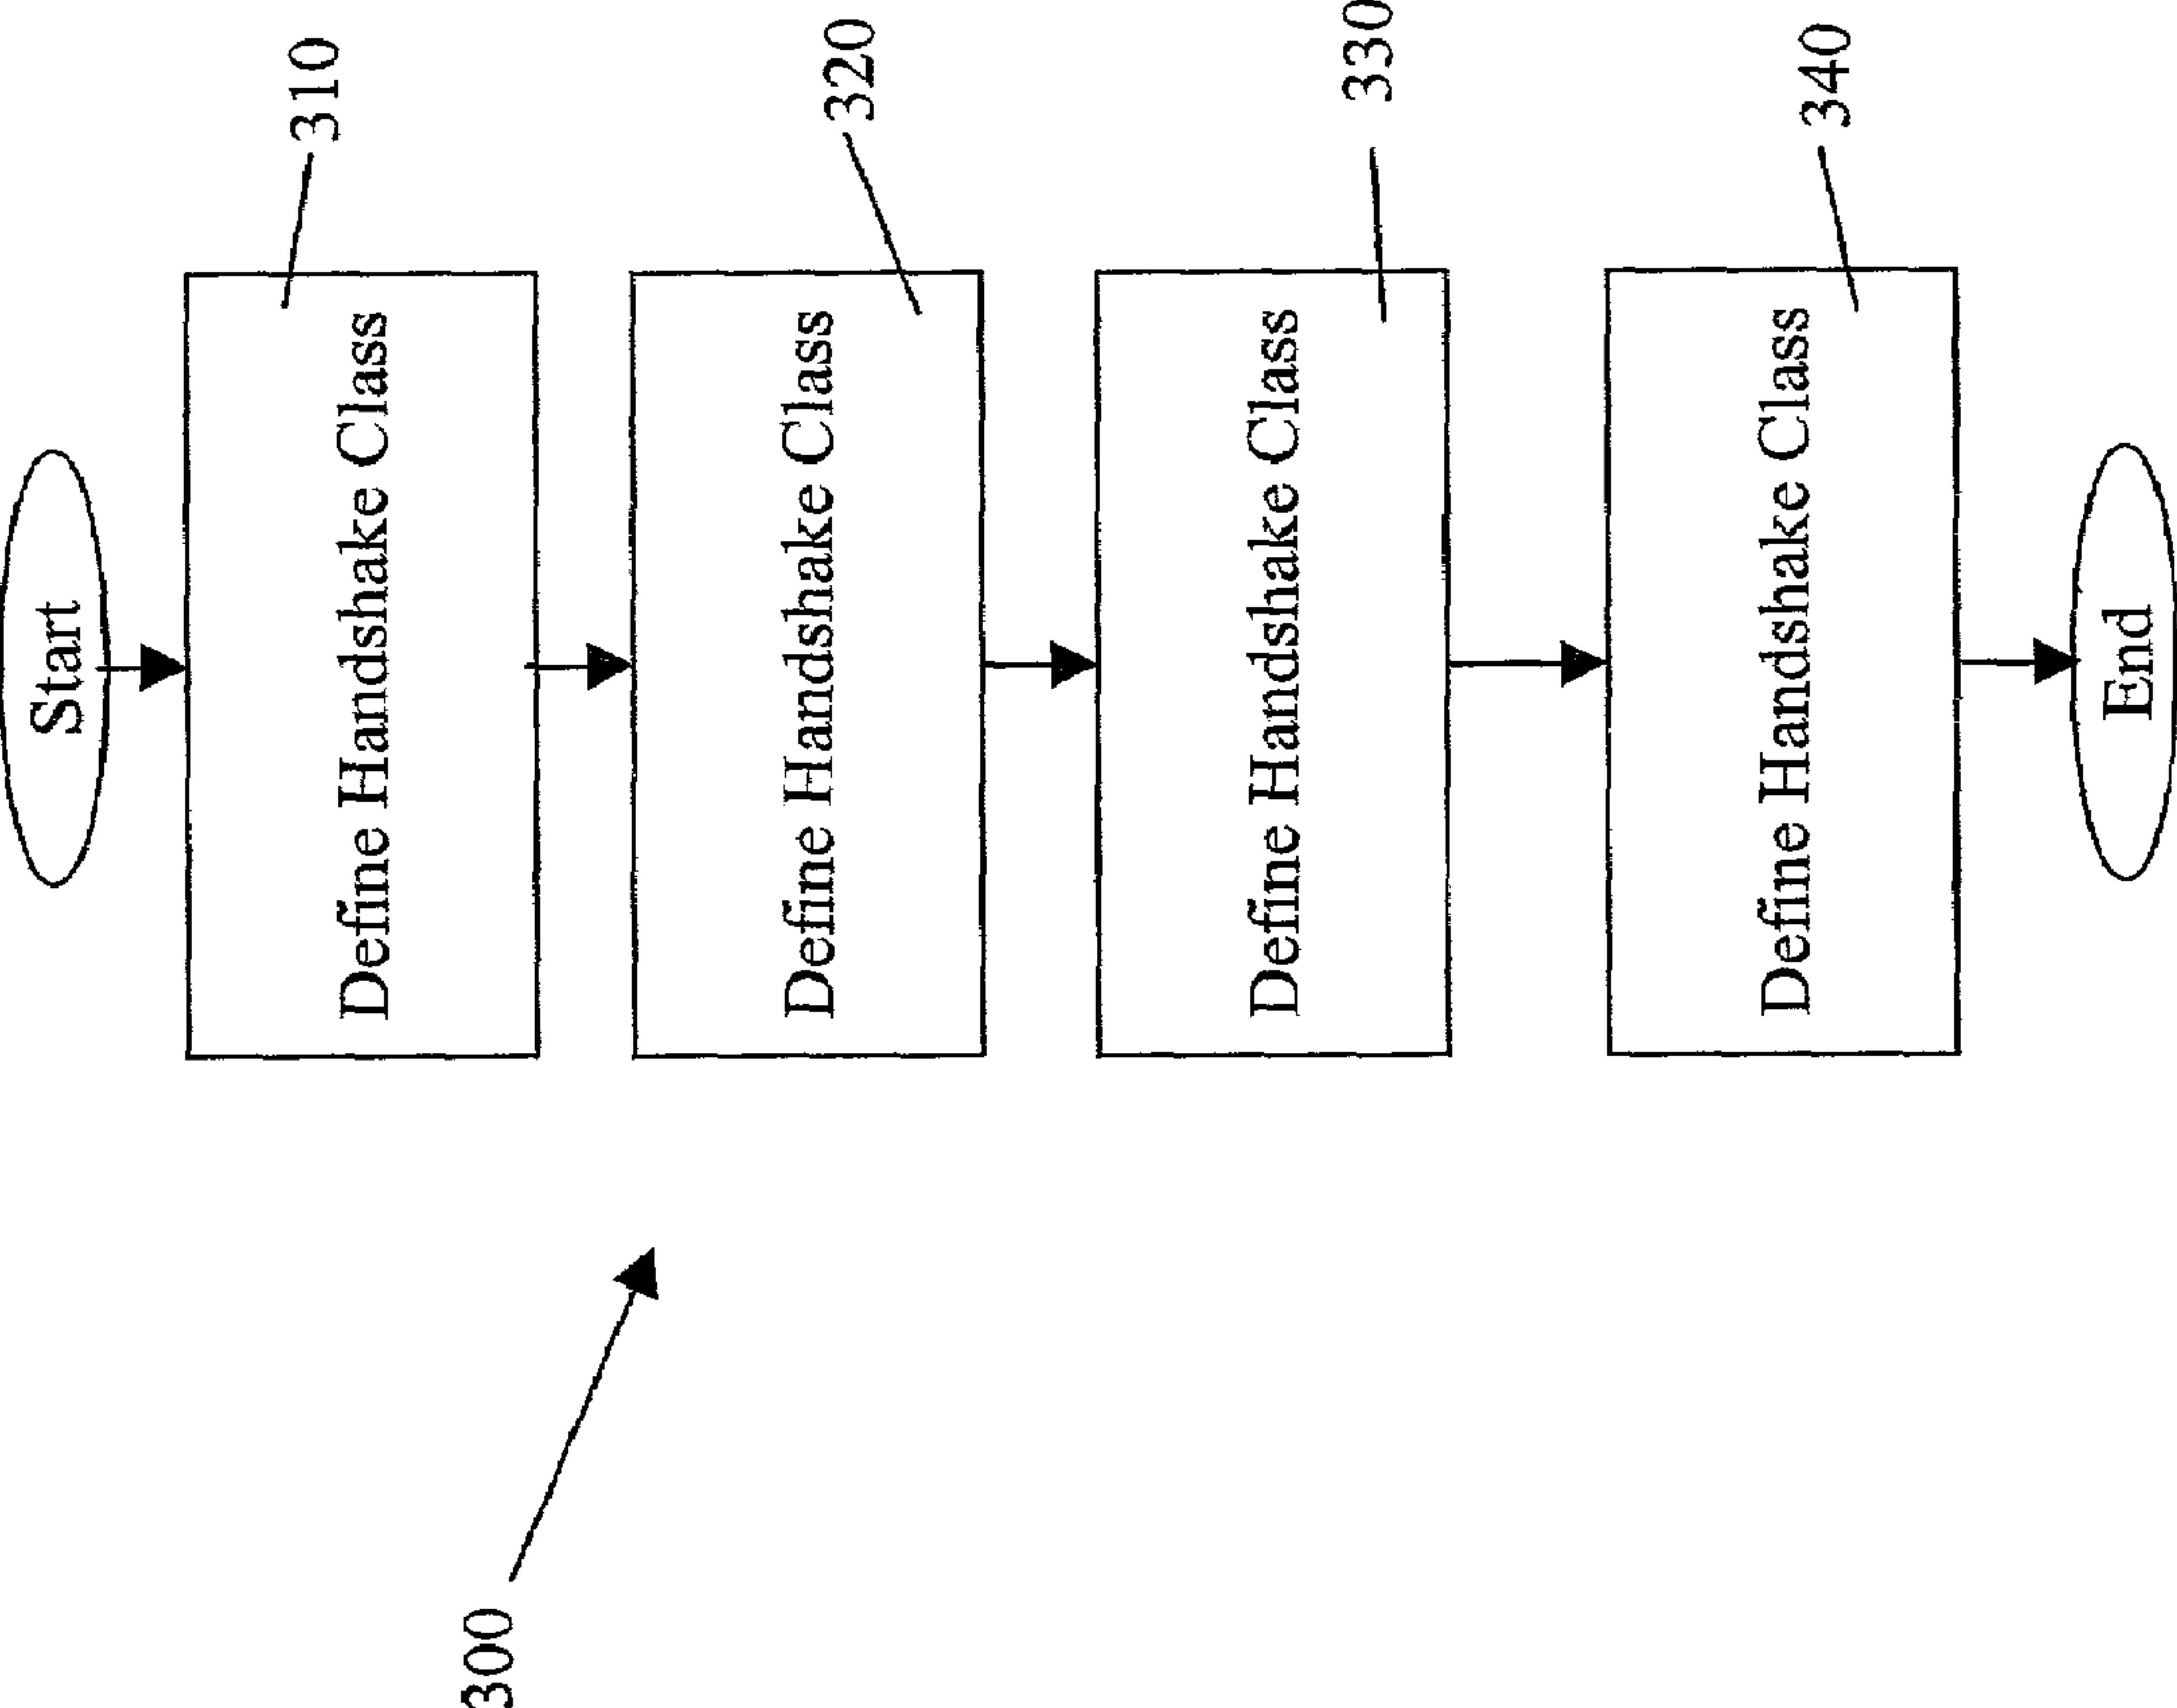 Start
Define Handshake Class
310
Define Handshake Class
320
Define Handshake Class
330
Define Handshake Class
340
End
300